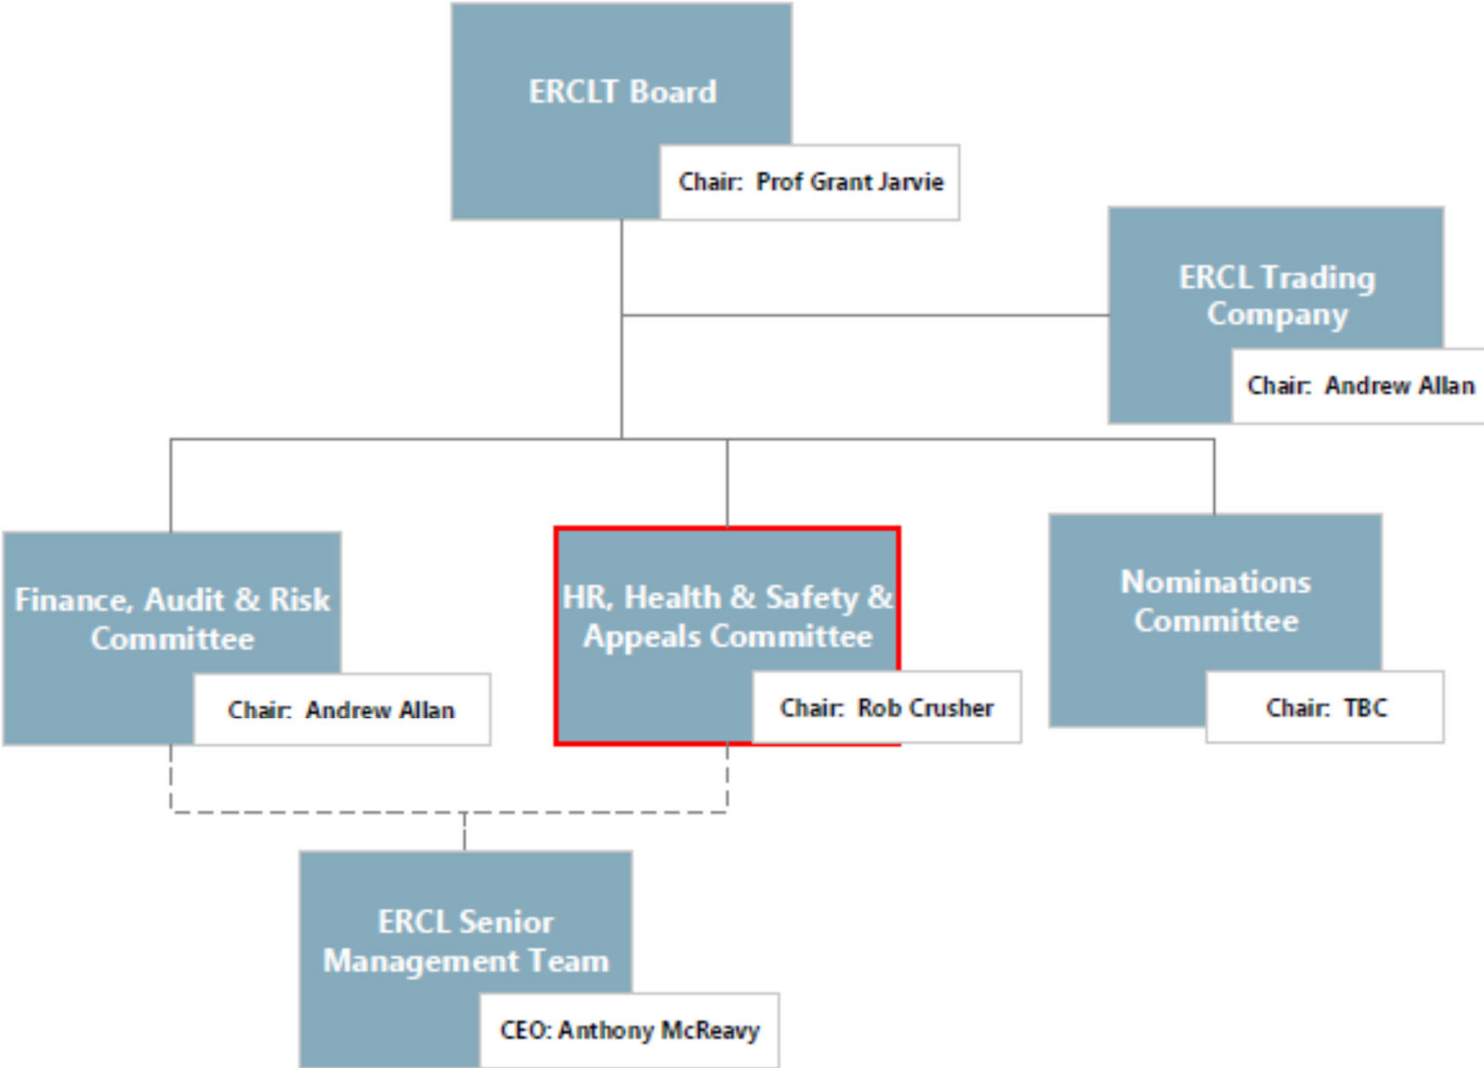 ERCLT Board
Chair: Prof Grant Jarvie
ERCL Trading
Company
Chair: Andrew Allan
Finance, Audit & Risk
Committee
Chair: Andrew Allan
HR, Health & Safety &
Appeals Committee
Chair: Rob Crusher
Nominations
Committee
Chair: TBC
ERCL Senior
Management Team
CEO: Anthony McReavy